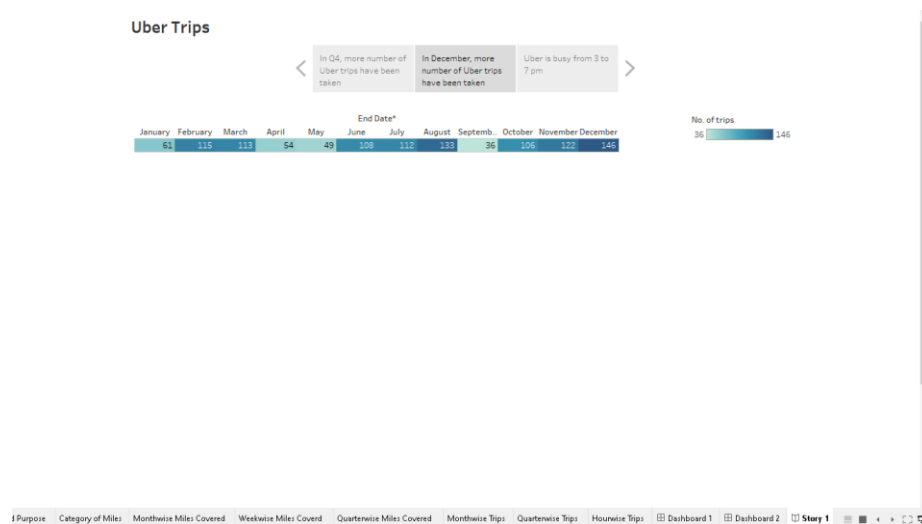 Uber Trips
In Q4, more number of
Uber trips have been
taken
In December, more
number of Uber trips
have been taken
Uber is busy from 3 to
7 pm
End Date*
January February March April May June July August Septemb.. October November December
61 115 113 54 49 108 112 133 36 106 122 146
No. of trips
36 146
d Purpose Category of Miles Monthwise Miles Covered Weekwise Miles Coverd Quarterwise Miles Covered Monthwise Trips Quarterwise Trips Hourwise Trips Dashboard 1 Dashboard 2 Story 1